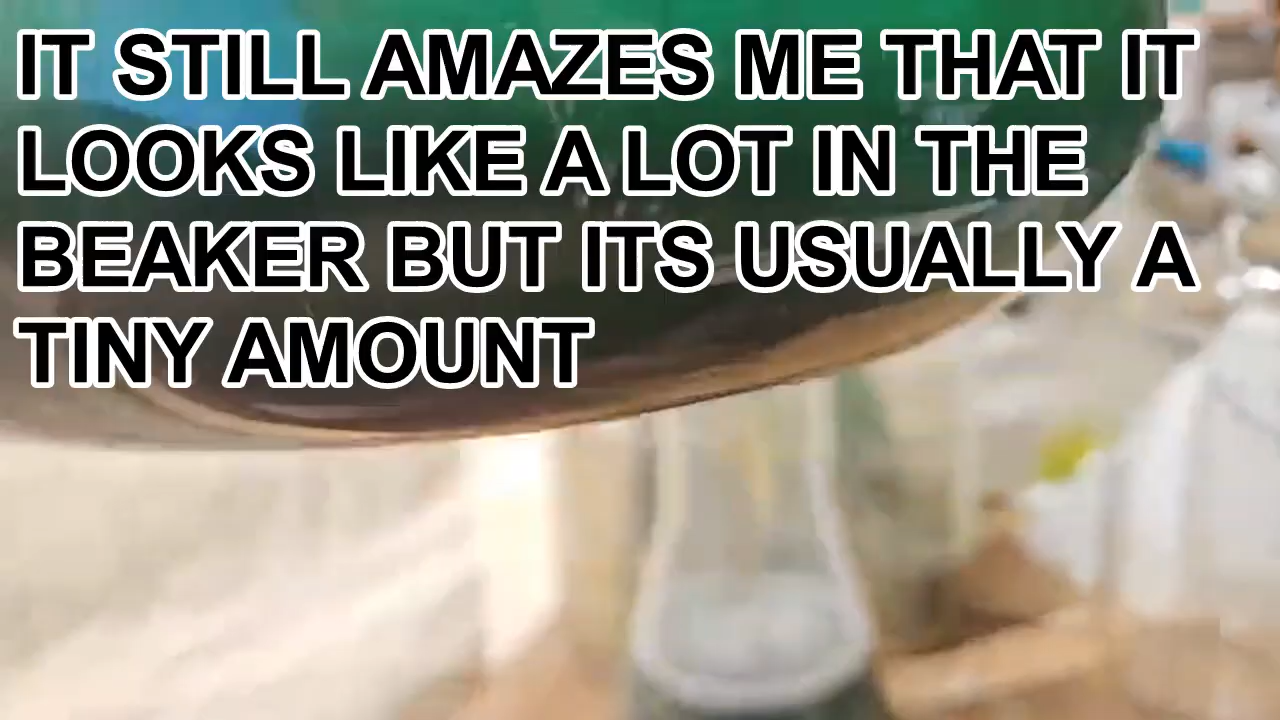 IT STILL AMAZES ME THAT IT
LOOKS LIKE A LOT IN THE
BEAKER BUT ITS USUALLY A
TINY AMOUNT